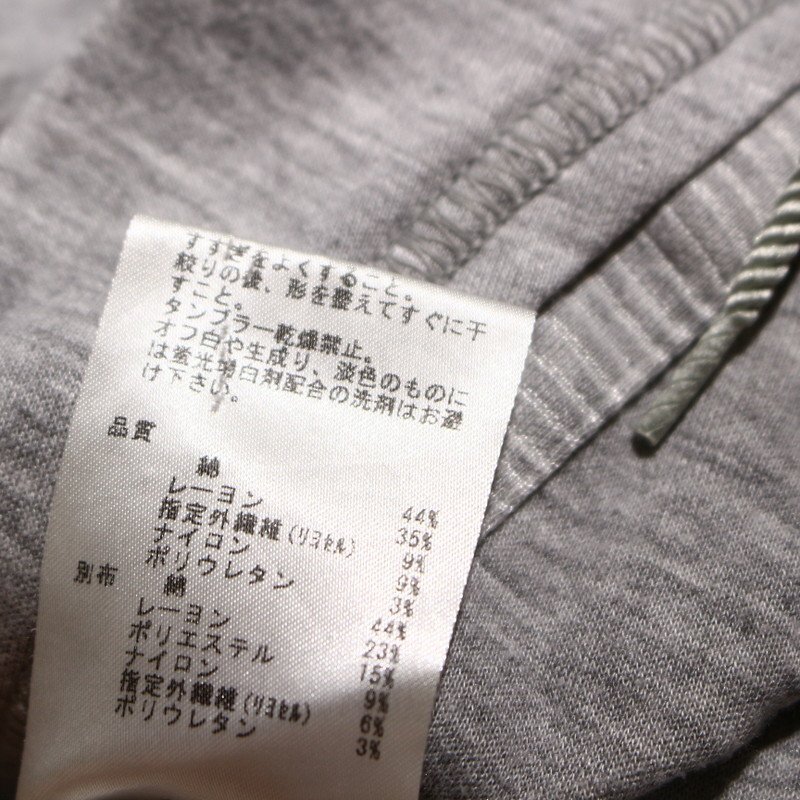 すすぎをよくすること。
絞りの後、形を整えてすぐに干
すこと。
タンブラー乾燥禁止。
オフ白や生成り、淡色のものに
は蛍光増白剤配合の洗剤はお避
け下さい。
品質
綿 44%
レーヨン 35%
指定外繊維(リヨセル) 9%
ナイロン 9%
ポリウレタン 3%
別布 綿 44%
レーヨン 23%
ポリエステル 15%
ナイロン 9%
指定外繊維(リヨセル) 6%
ポリウレタン 3%